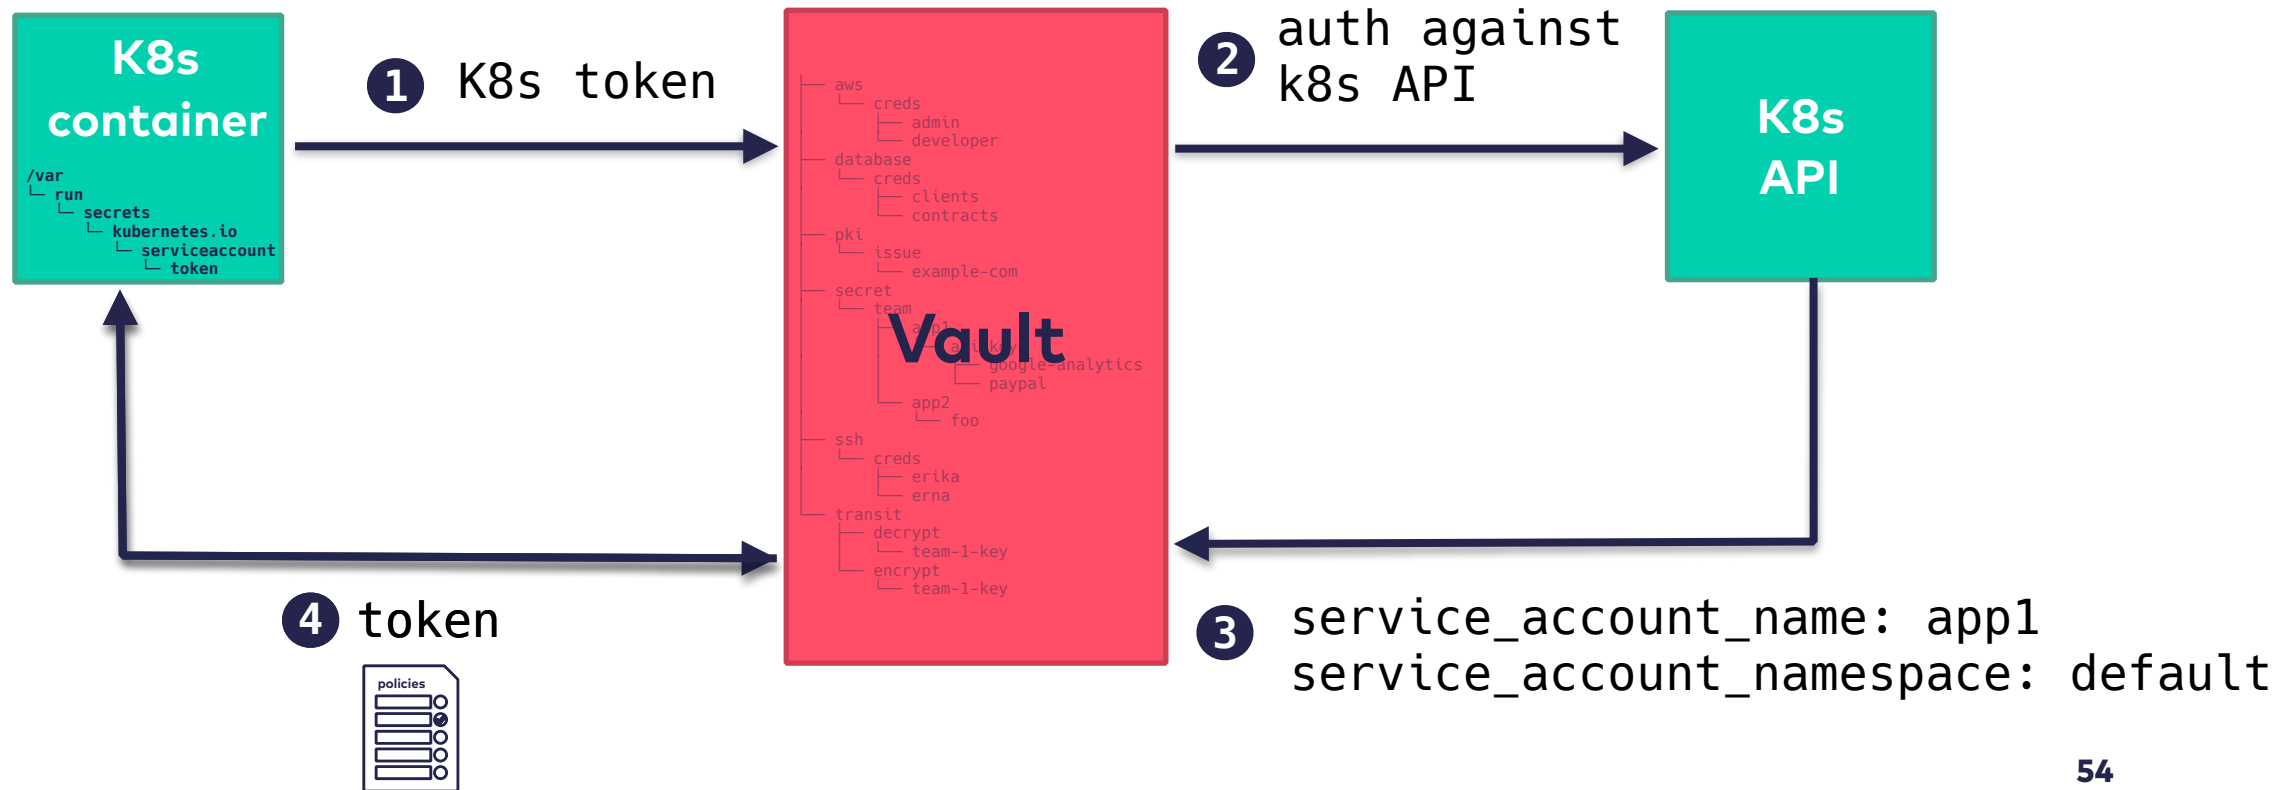 K8s
container
/var
└─ run
└─ secrets
└─ kubernetes.io
└─ serviceaccount
└─ token
1 K8s token
├── aws
│   └── creds
│       ├── admin
│       └── developer
├── database
│   └── creds
│       ├── clients
│       └── contracts
├── pki
│   └── issue
│       └── example-com
├── secret
│   └── team
│       ├── app1
│       │   └── api-key
│       │       ├── google-analytics
│       │       └── paypal
│       └── app2
│           └── foo
├── ssh
│   └── creds
│       ├── erika
│       └── erna
└── transit
    ├── decrypt
    │   └── team-1-key
    └── encrypt
        └── team-1-key
Vault
2 auth against
k8s API
K8s
API
3 service_account_name: app1
service_account_namespace: default
4 token
policies
54